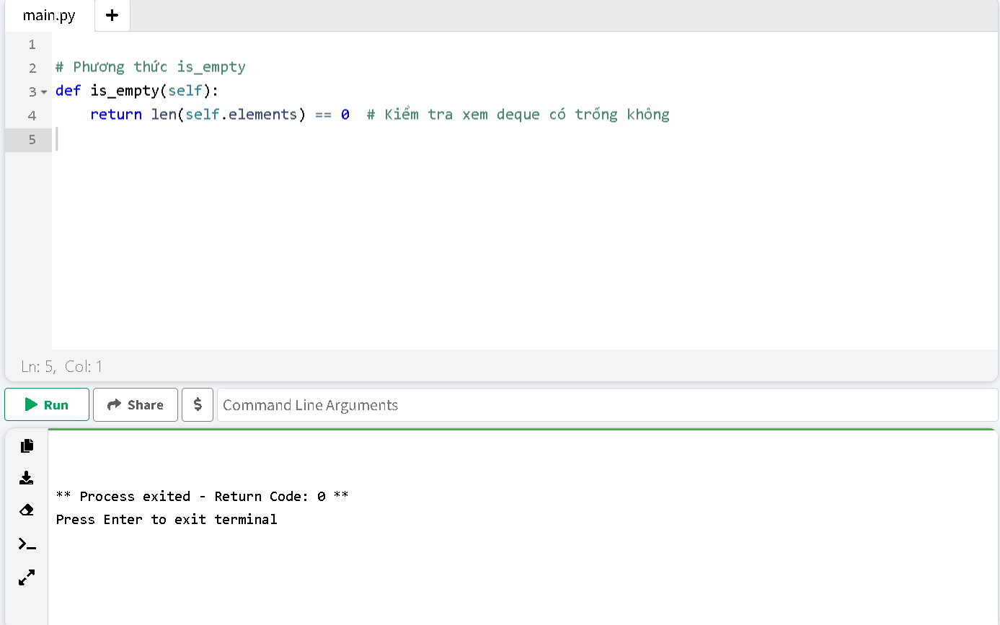 main.py +
1
2 # Phương thức is_empty
3 def is_empty(self):
4 return len(self.elements) == 0 # Kiểm tra xem deque có trống không
5
Ln: 5, Col: 1
Run Share $ Command Line Arguments
** Process exited - Return Code: 0 **
Press Enter to exit terminal